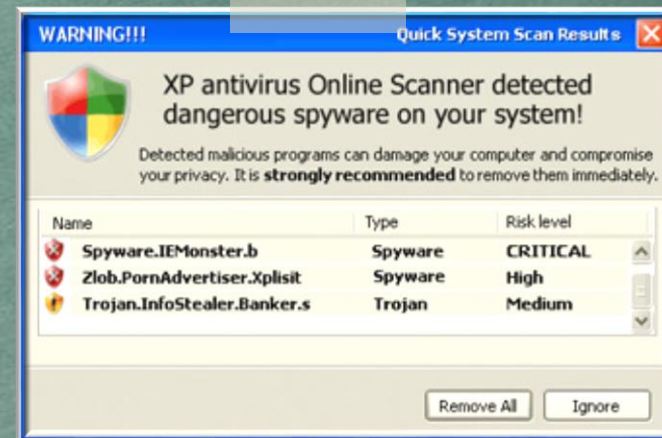 WARNING!!! Quick System Scan Results
XP antivirus Online Scanner detected
dangerous spyware on your system!
Detected malicious programs can damage your computer and compromise
your privacy. It is strongly recommended to remove them immediately.
Name Type Risk level
Spyware.IEMonster.b Spyware CRITICAL
Zlob.PornAdvertiser.Xplisit Spyware High
Trojan.InfoStealer.Banker.s Trojan Medium
Remove All Ignore